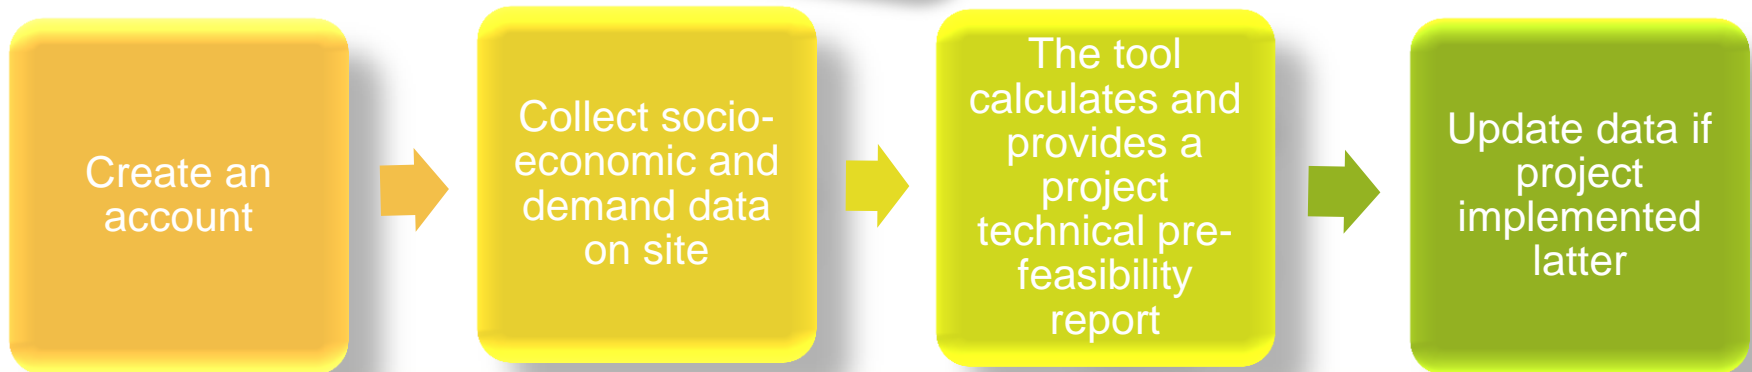 Create an
account
Collect socio-
economic and
demand data
on site
The tool
calculates and
provides a
project
technical pre-
feasibility
report
Update data if
project
implemented
latter